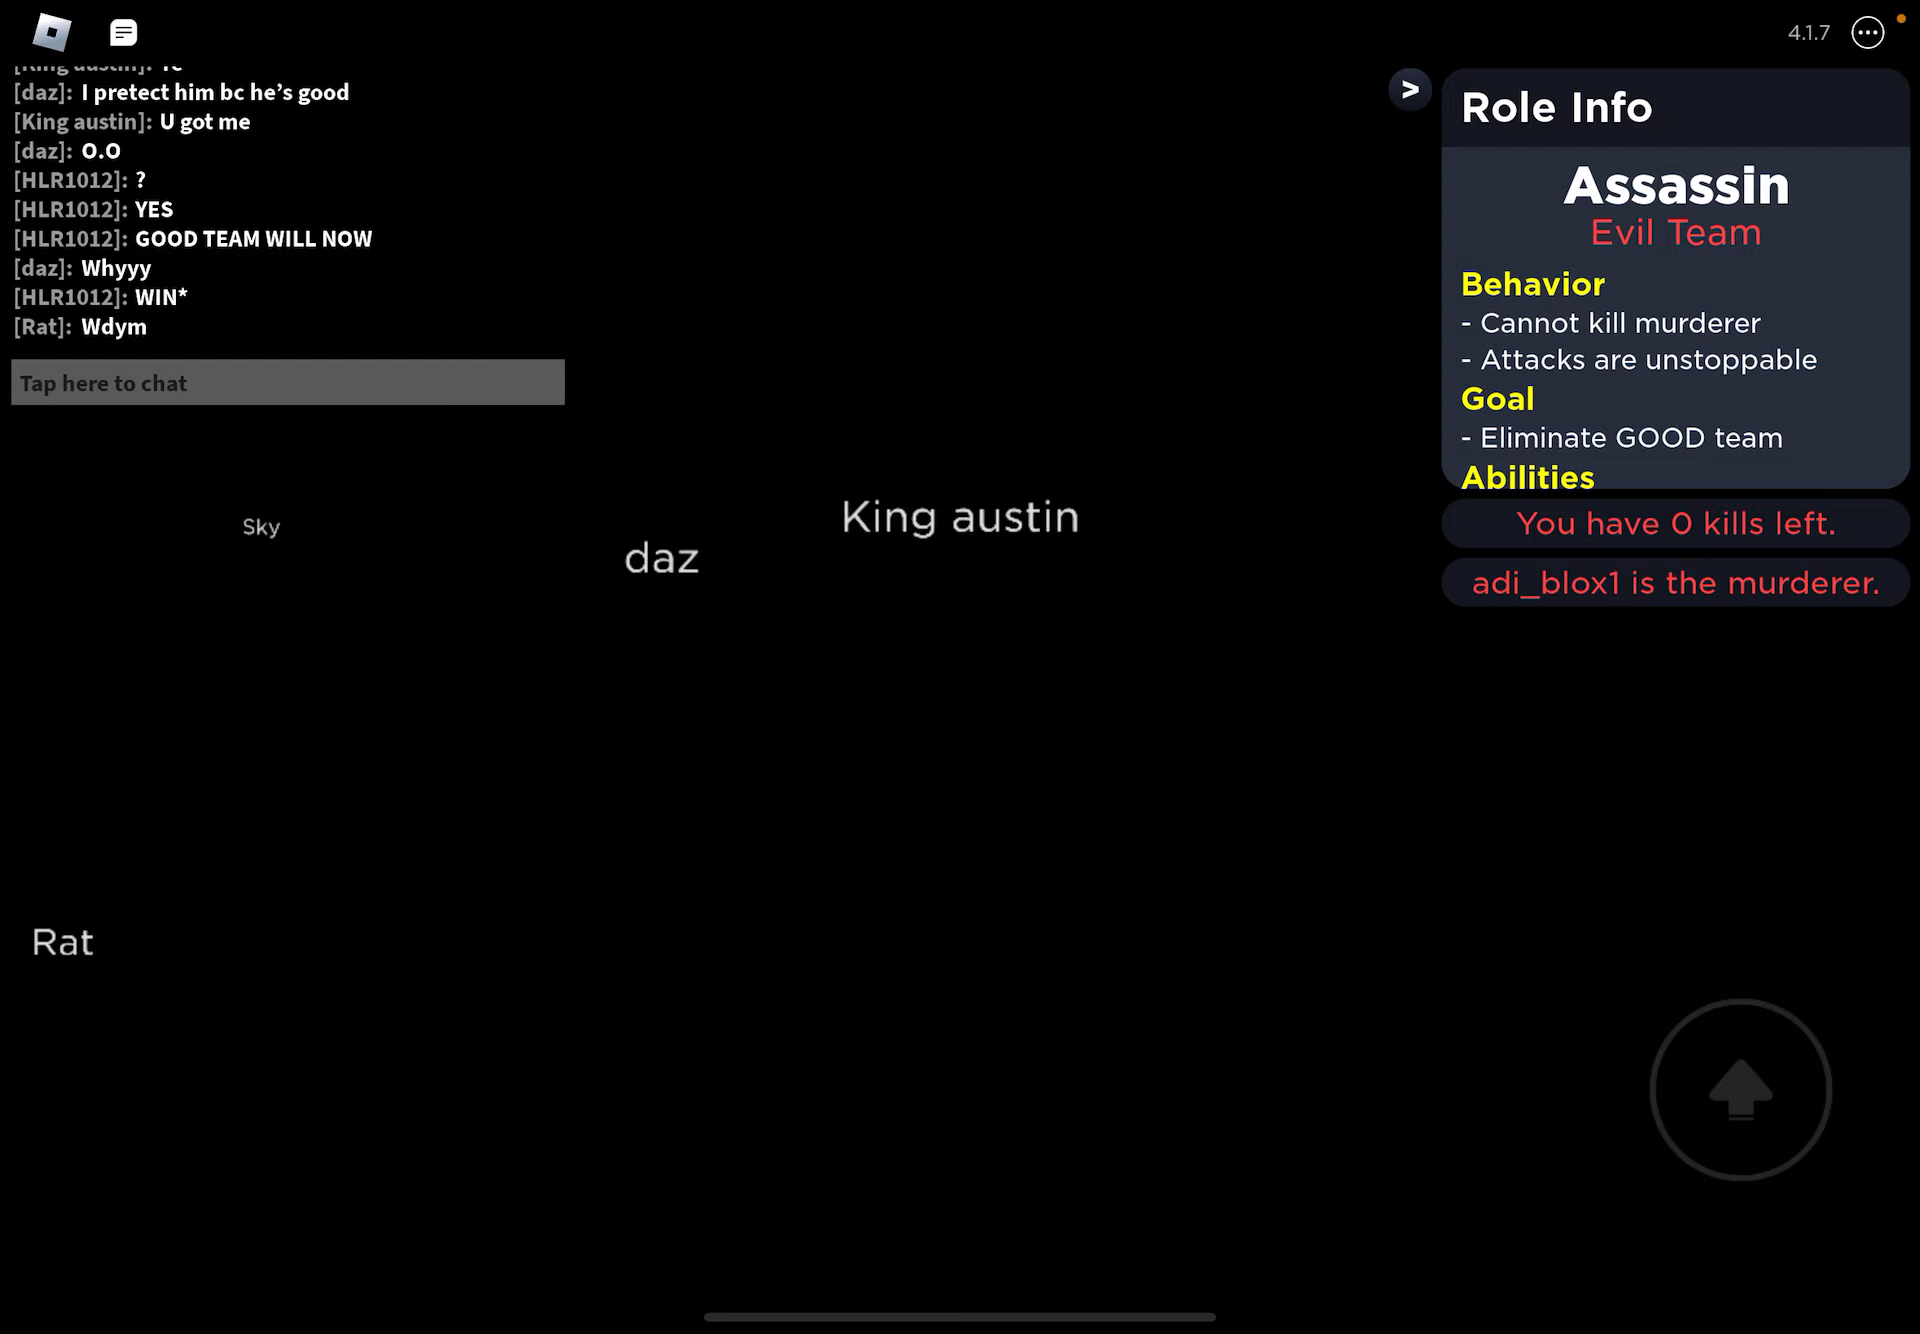 4.1.7
[King austin]:
[daz]: I pretect him bc he's good
[King austin]: U got me
[daz]: O.O
[HLR1012]: ?
[HLR1012]: YES
[HLR1012]: GOOD TEAM WILL NOW
[daz]: Whyyy
[HLR1012]: WIN*
[Rat]: Wdym
Tap here to chat
>
Role Info
Assassin
Evil Team
Behavior
- Cannot kill murderer
- Attacks are unstoppable
Goal
- Eliminate GOOD team
Abilities
You have 0 kills left.
adi_blox1 is the murderer.
Sky
daz
King austin
Rat